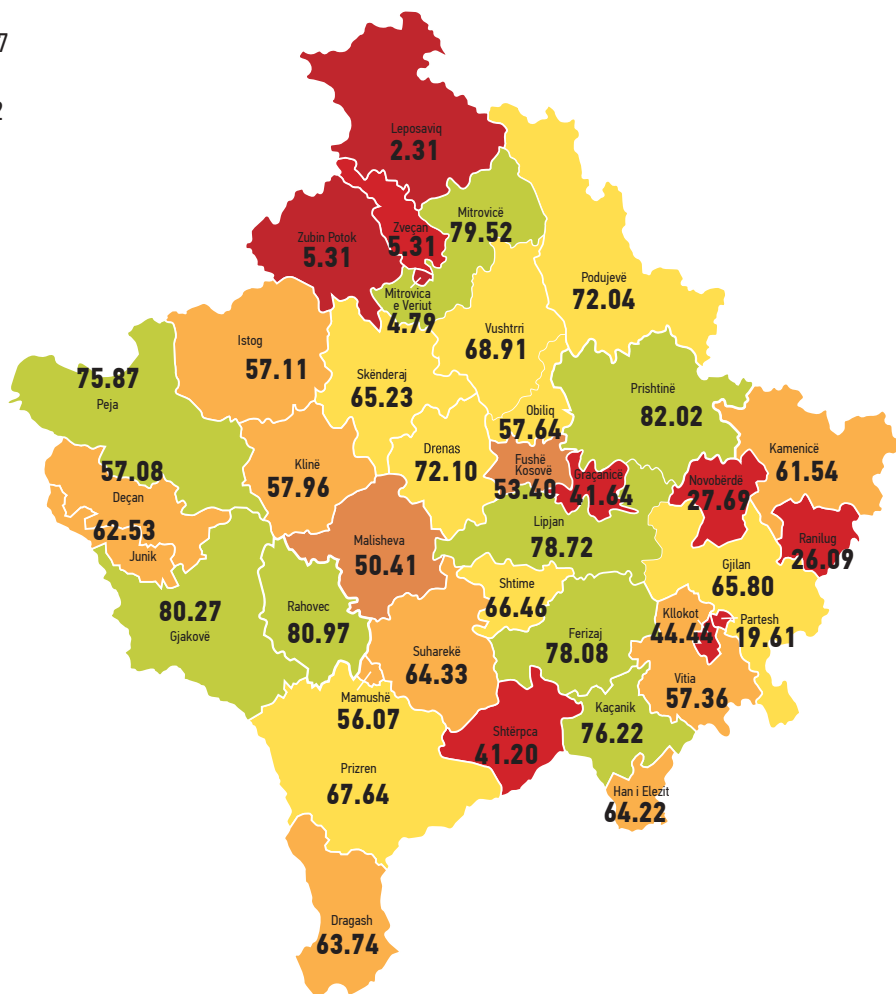 7
2
Leposaviq
2.31
Zubin Potok
5.31
Zveçan
5.31
Mitrovicë
79.52
Mitrovica
e Veriut
4.79
Podujevë
72.04
Vushtrri
68.91
Istog
57.11
Skënderaj
65.23
75.87
Peja
Prishtinë
82.02
Obiliq
57.64
Drenas
72.10
Fushë
Kosovë
53.40
Graçanicë
41.64
Novobërdë
27.69
Kamenicë
61.54
Klinë
57.96
57.08
Deçan
62.53
Junik
Malisheva
50.41
Lipjan
78.72
Ranilug
26.09
Gjilan
65.80
Shtime
66.46
80.27
Gjakovë
Rahovec
80.97
Suharekë
64.33
Ferizaj
78.08
Kllokot
44.44
Partesh
19.61
Vitia
57.36
Mamushë
56.07
Kaçanik
76.22
Shtërpca
41.20
Prizren
67.64
Han i Elezit
64.22
Dragash
63.74